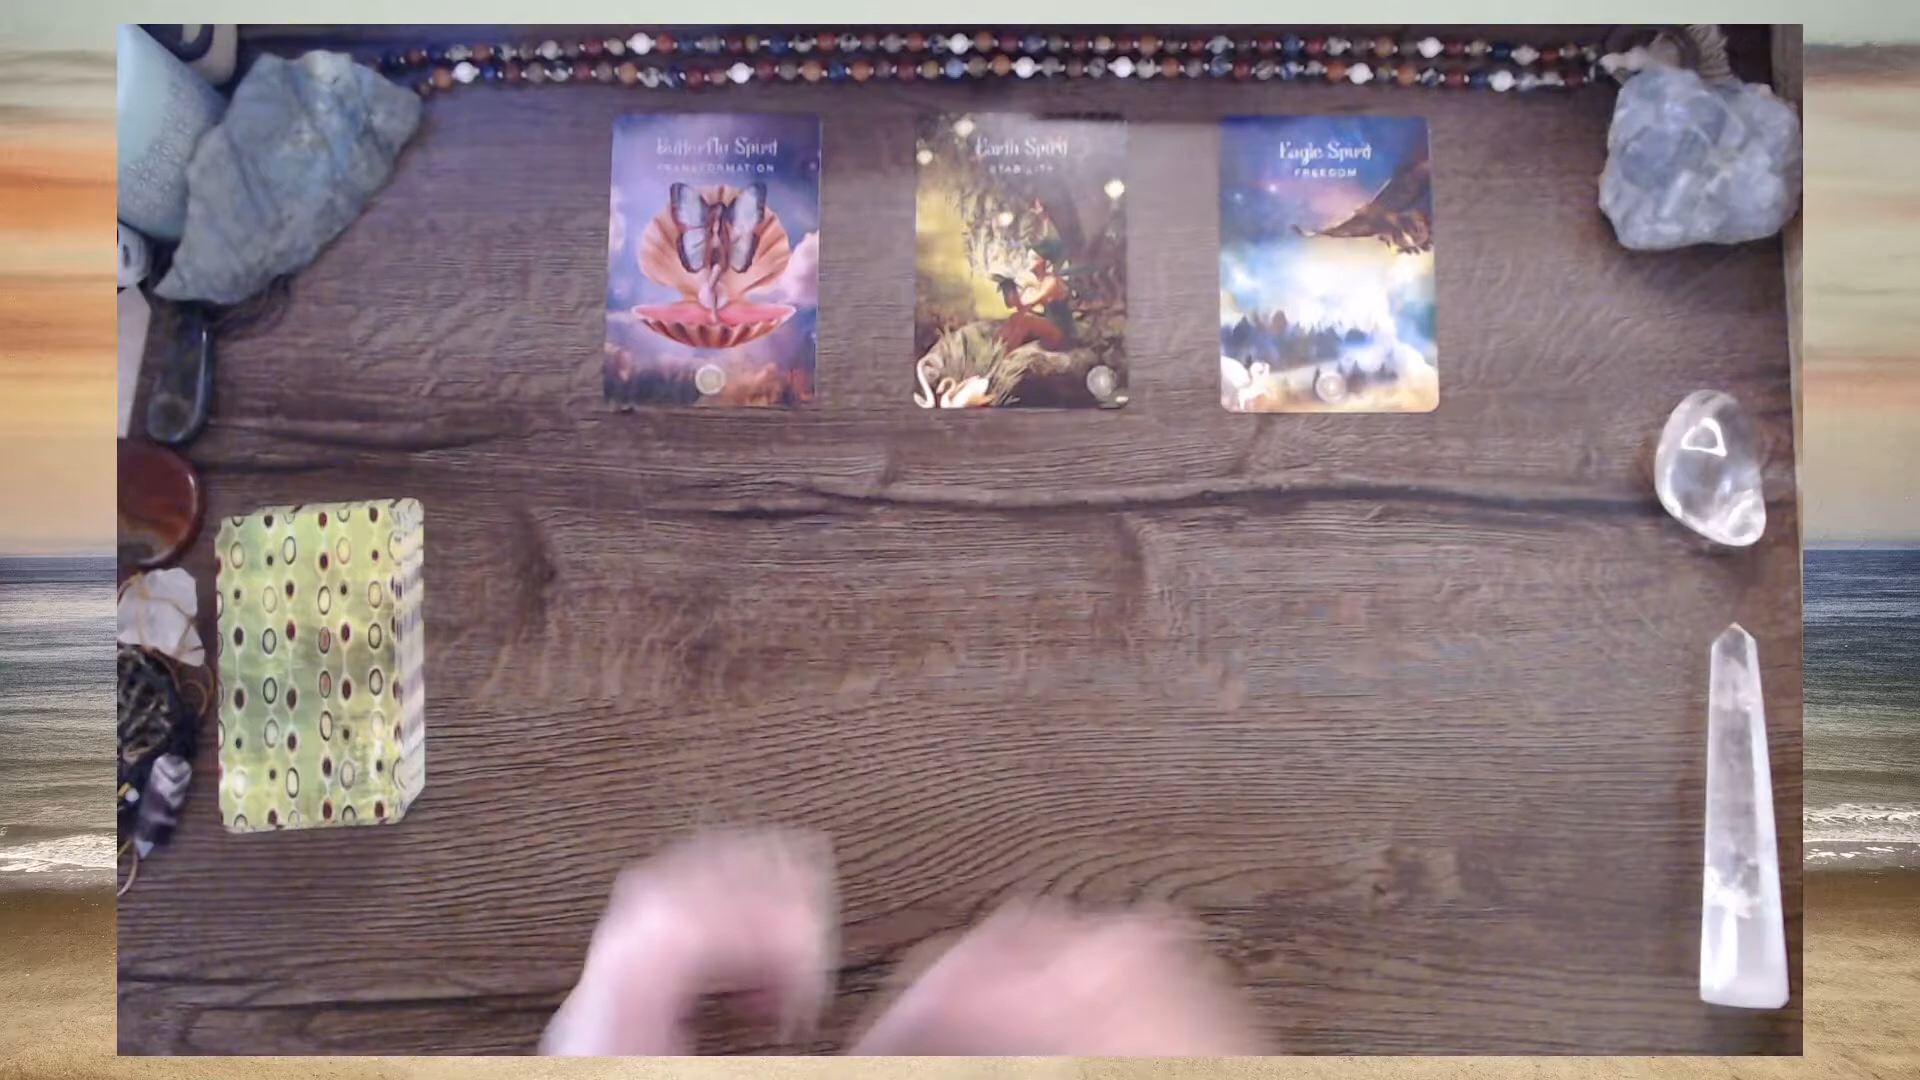 Butterfly Spirit
TRANSFORMATION
Earth Spirit
STABILITY
Eagle Spirit
FREEDOM